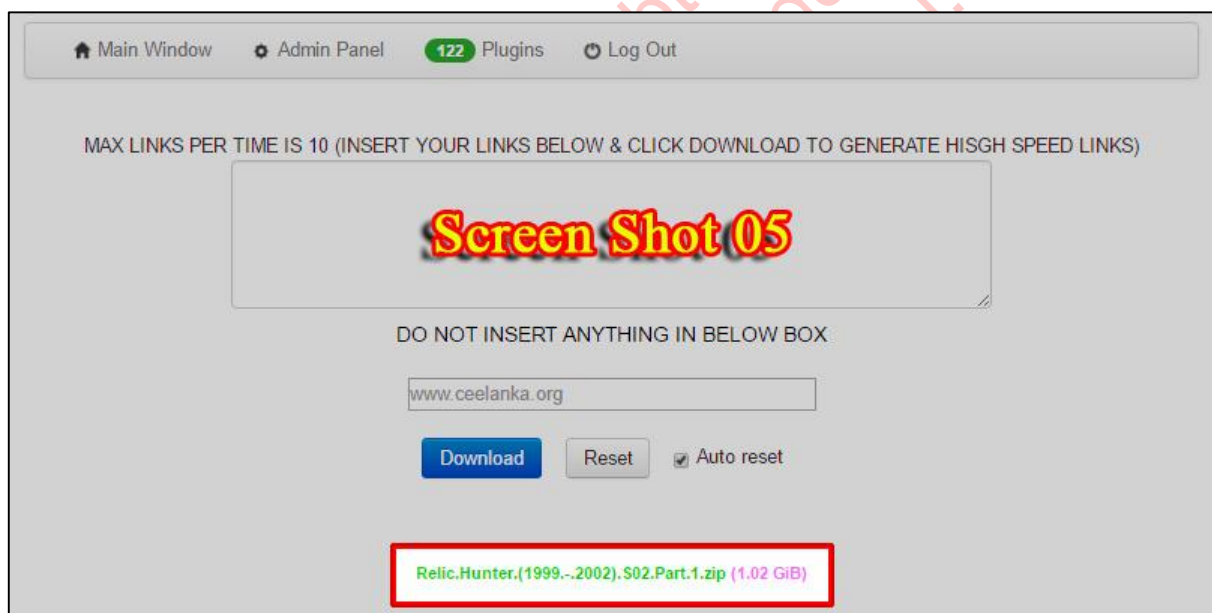 Main Window Admin Panel 122 Plugins Log Out
MAX LINKS PER TIME IS 10 (INSERT YOUR LINKS BELOW & CLICK DOWNLOAD TO GENERATE HISGH SPEED LINKS)
Screen Shot 05
DO NOT INSERT ANYTHING IN BELOW BOX
www.ceelanka.org
Download Reset Auto reset
Relic.Hunter.(1999.-.2002).S02.Part.1.zip (1.02 GiB)